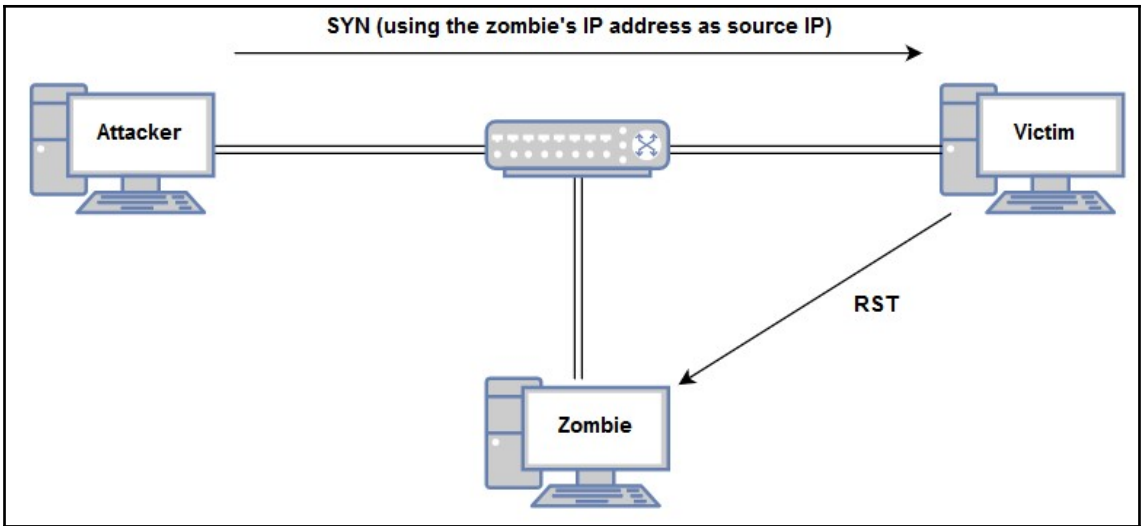 SYN (using the zombie's IP address as source IP)
Attacker
Victim
RST
Zombie